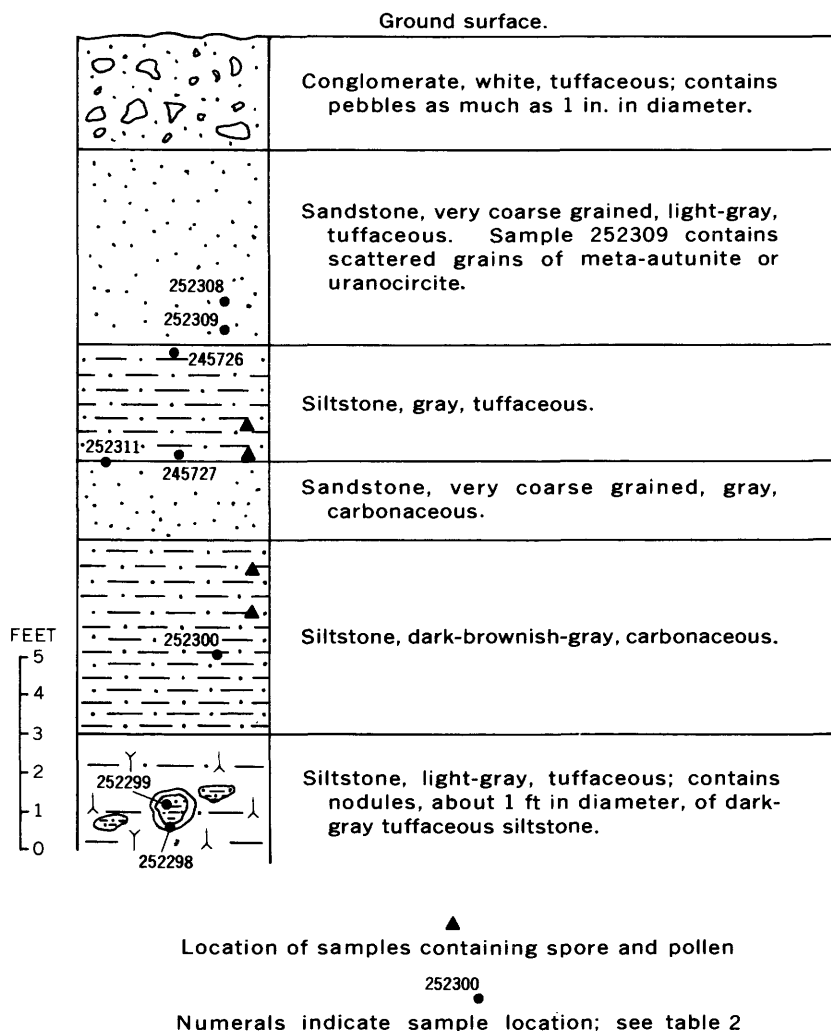 Ground surface.
Conglomerate, white, tuffaceous; contains
pebbles as much as 1 in. in diameter.
Sandstone, very coarse grained, light-gray,
tuffaceous. Sample 252309 contains
scattered grains of meta-autunite or
uranocircite.
252308
252309
245726
Siltstone, gray, tuffaceous.
252311
245727
Sandstone, very coarse grained, gray,
carbonaceous.
Siltstone, dark-brownish-gray, carbonaceous.
252300
FEET
5
4
3
2
1
0
252299
252298
Siltstone, light-gray, tuffaceous; contains
nodules, about 1 ft in diameter, of dark-
gray tuffaceous siltstone.
Location of samples containing spore and pollen
252300
Numerals indicate sample location; see table 2